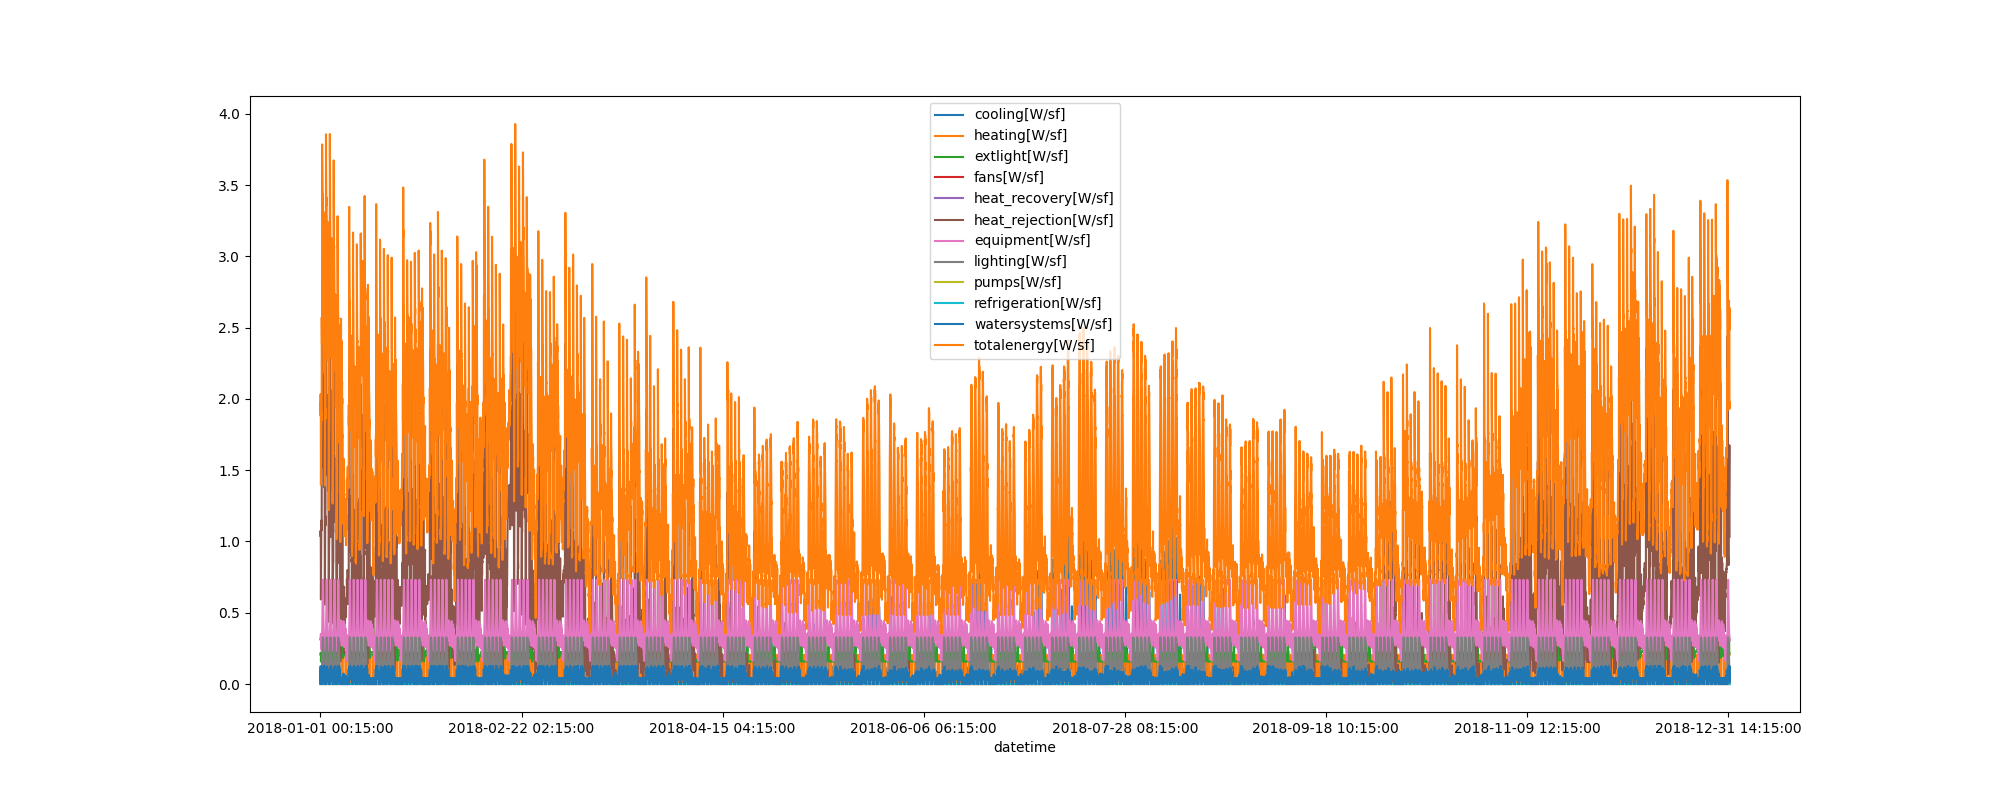 4.0
3.5
3.0
2.5
2.0
1.5
1.0
0.5
0.0
cooling[W/sf]
heating[W/sf]
extlight[W/sf]
fans[W/sf]
heat_recovery[W/sf]
heat_rejection[W/sf]
equipment[W/sf]
lighting[W/sf]
pumps[W/sf]
refrigeration[W/sf]
watersystems[W/sf]
totalenergy[W/sf]
2018-01-01 00:15:00 2018-02-22 02:15:00 2018-04-15 04:15:00 2018-06-06 06:15:00 2018-07-28 08:15:00 2018-09-18 10:15:00 2018-11-09 12:15:00 2018-12-31 14:15:00
datetime